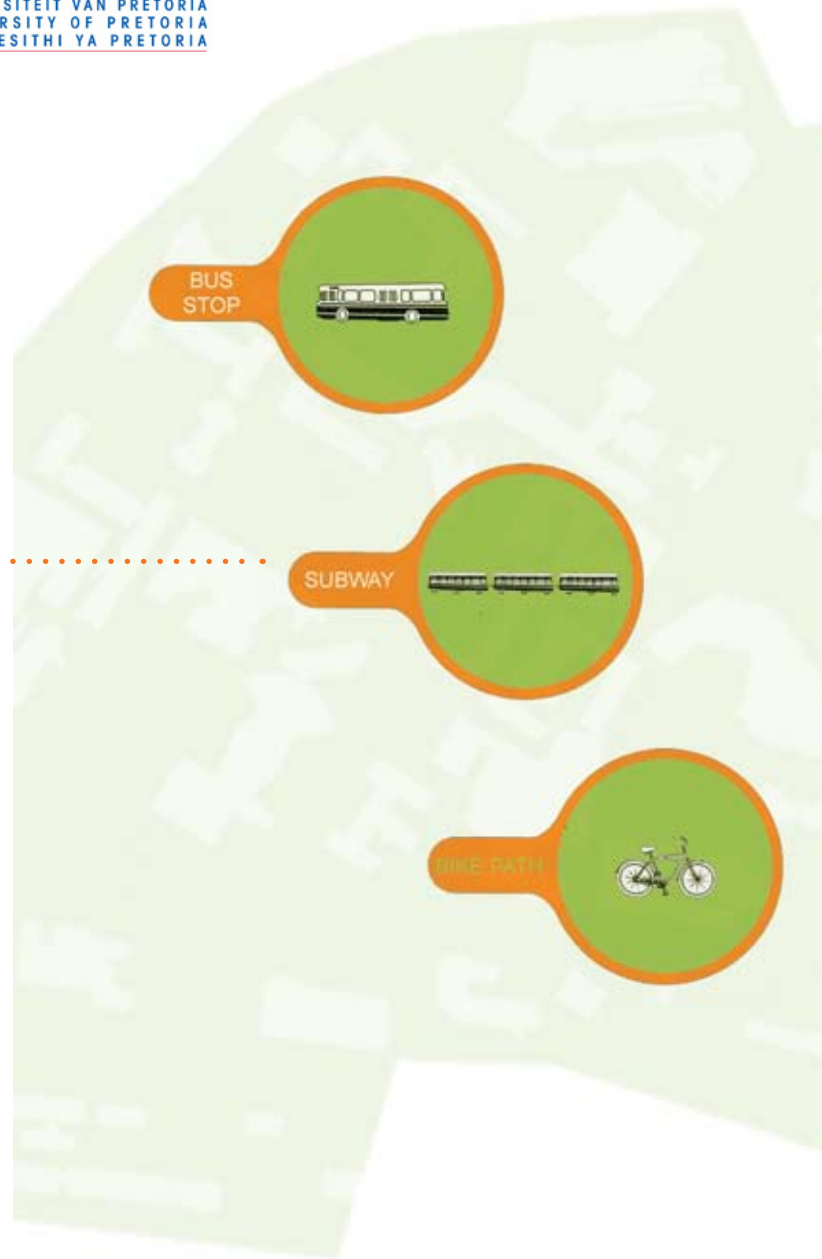 SITEIT VAN PRETORIA
RSITY OF PRETORIA
ESITHI YA PRETORIA
BUS
STOP
SUBWAY
BIKE PATH